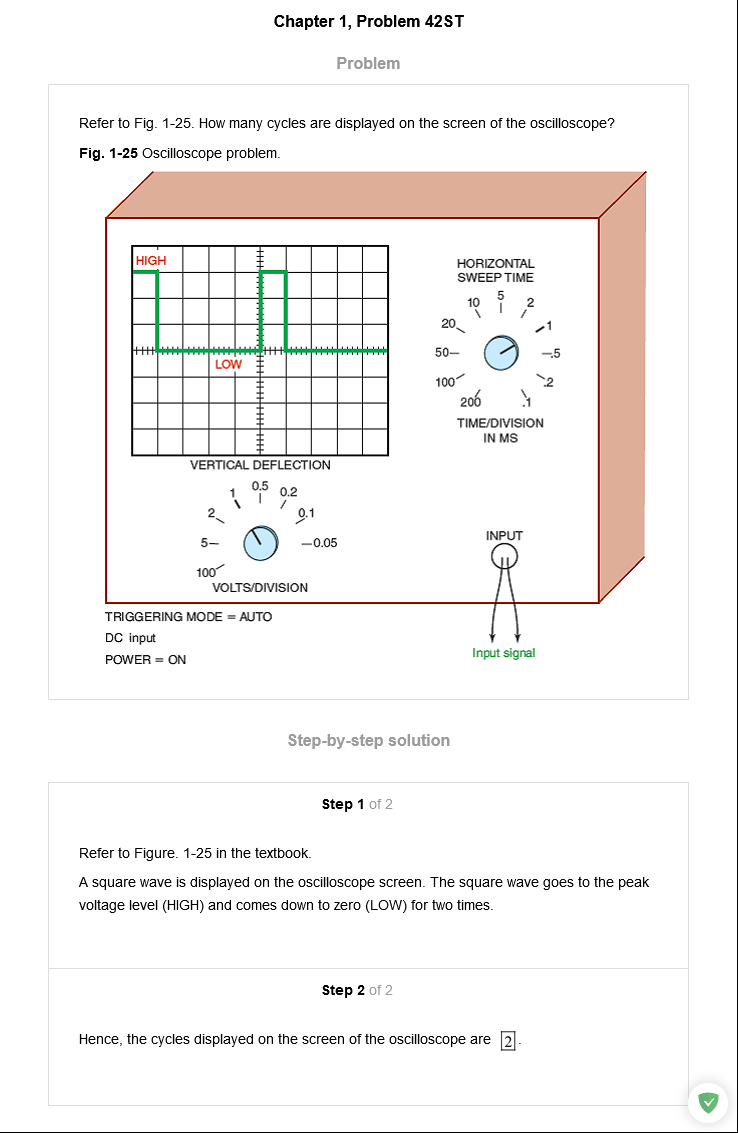 Chapter 1, Problem 42ST
Problem
Refer to Fig. 1-25. How many cycles are displayed on the screen of the oscilloscope?
Fig. 1-25 Oscilloscope problem.
HIGH
LOW
HORIZONTAL
SWEEP TIME
10 5 2
20 .1
50 .5
100 .2
200 .1
TIME/DIVISION
IN MS
VERTICAL DEFLECTION
1 0.5 0.2
2 0.1
5 0.05
100
VOLTS/DIVISION
INPUT
TRIGGERING MODE = AUTO
DC input
POWER = ON
Input signal
Step-by-step solution
Step 1 of 2
Refer to Figure. 1-25 in the textbook.
A square wave is displayed on the oscilloscope screen. The square wave goes to the peak
voltage level (HIGH) and comes down to zero (LOW) for two times.
Step 2 of 2
Hence, the cycles displayed on the screen of the oscilloscope are 2.